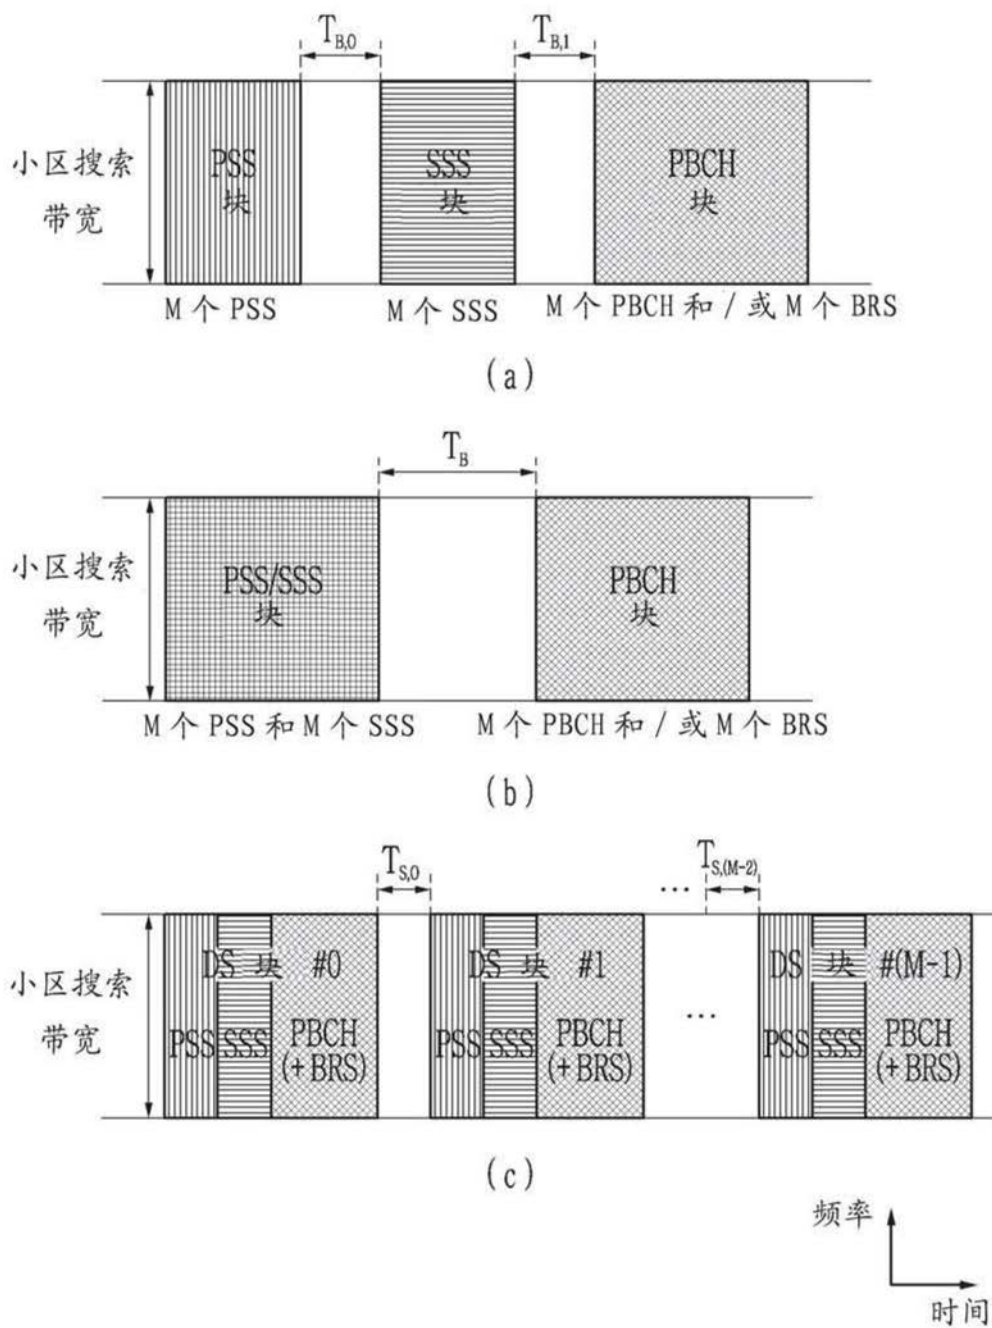 T_B,0 T_B,1
小区搜索
带宽
PSS
块
SSS
块
PBCH
块
M 个 PSS M 个 SSS M 个 PBCH 和 / 或 M 个 BRS
(a)
T_B
小区搜索
带宽
PSS/SSS
块
PBCH
块
M 个 PSS 和 M 个 SSS M 个 PBCH 和 / 或 M 个 BRS
(b)
T_S,0 ... T_S,(M-2)
小区搜索
带宽
DS 块 #0 DS 块 #1 DS 块 #(M-1)
PSS SSS PBCH
(+BRS)
PSS SSS PBCH
(+BRS)
...
PSS SSS PBCH
(+BRS)
(c)
频率
时间